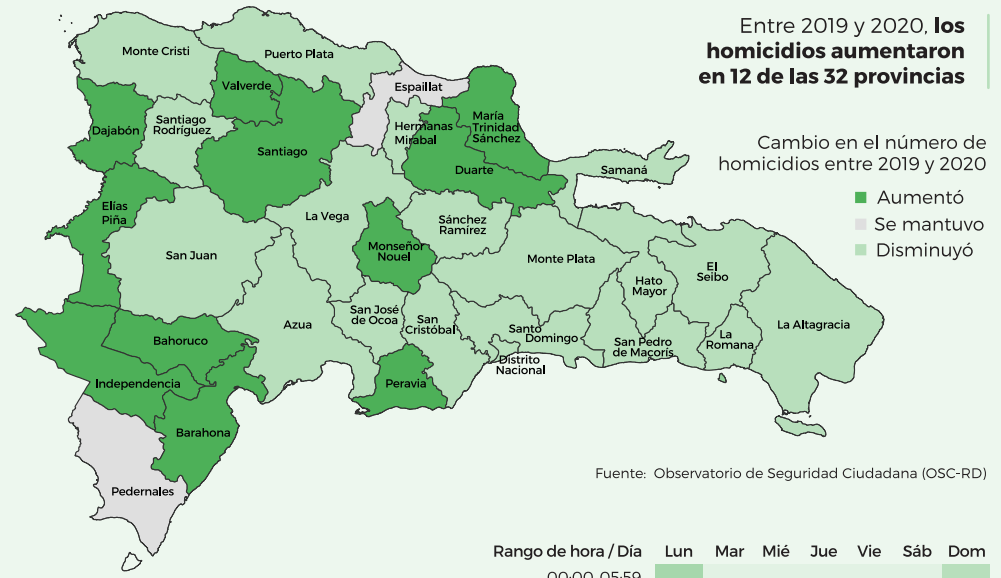 Entre 2019 y 2020, los
homicidios aumentaron
en 12 de las 32 provincias
Cambio en el número de
homicidios entre 2019 y 2020
Aumentó
Se mantuvo
Disminuyó
Monte Cristi
Puerto Plata
Valverde
Espaillat
Dajabón
Santiago
Rodríguez
Santiago
Hermanas
Mirabal
María
Trinidad
Sánchez
Duarte
Samaná
Elías
Piña
La Vega
Sánchez
Ramírez
San Juan
Monseñor
Nouel
Monte Plata
Hato
Mayor
El
Seibo
Azua
San José
de Ocoa
San
Cristóbal
Santo
Domingo
Distrito
Nacional
San Pedro
de Macorís
La
Romana
La Altagracia
Bahoruco
Independencia
Peravia
Barahona
Pedernales
Fuente: Observatorio de Seguridad Ciudadana (OSC-RD)
Rango de hora / Día Lun Mar Mié Jue Vie Sáb Dom
00:00-05:59